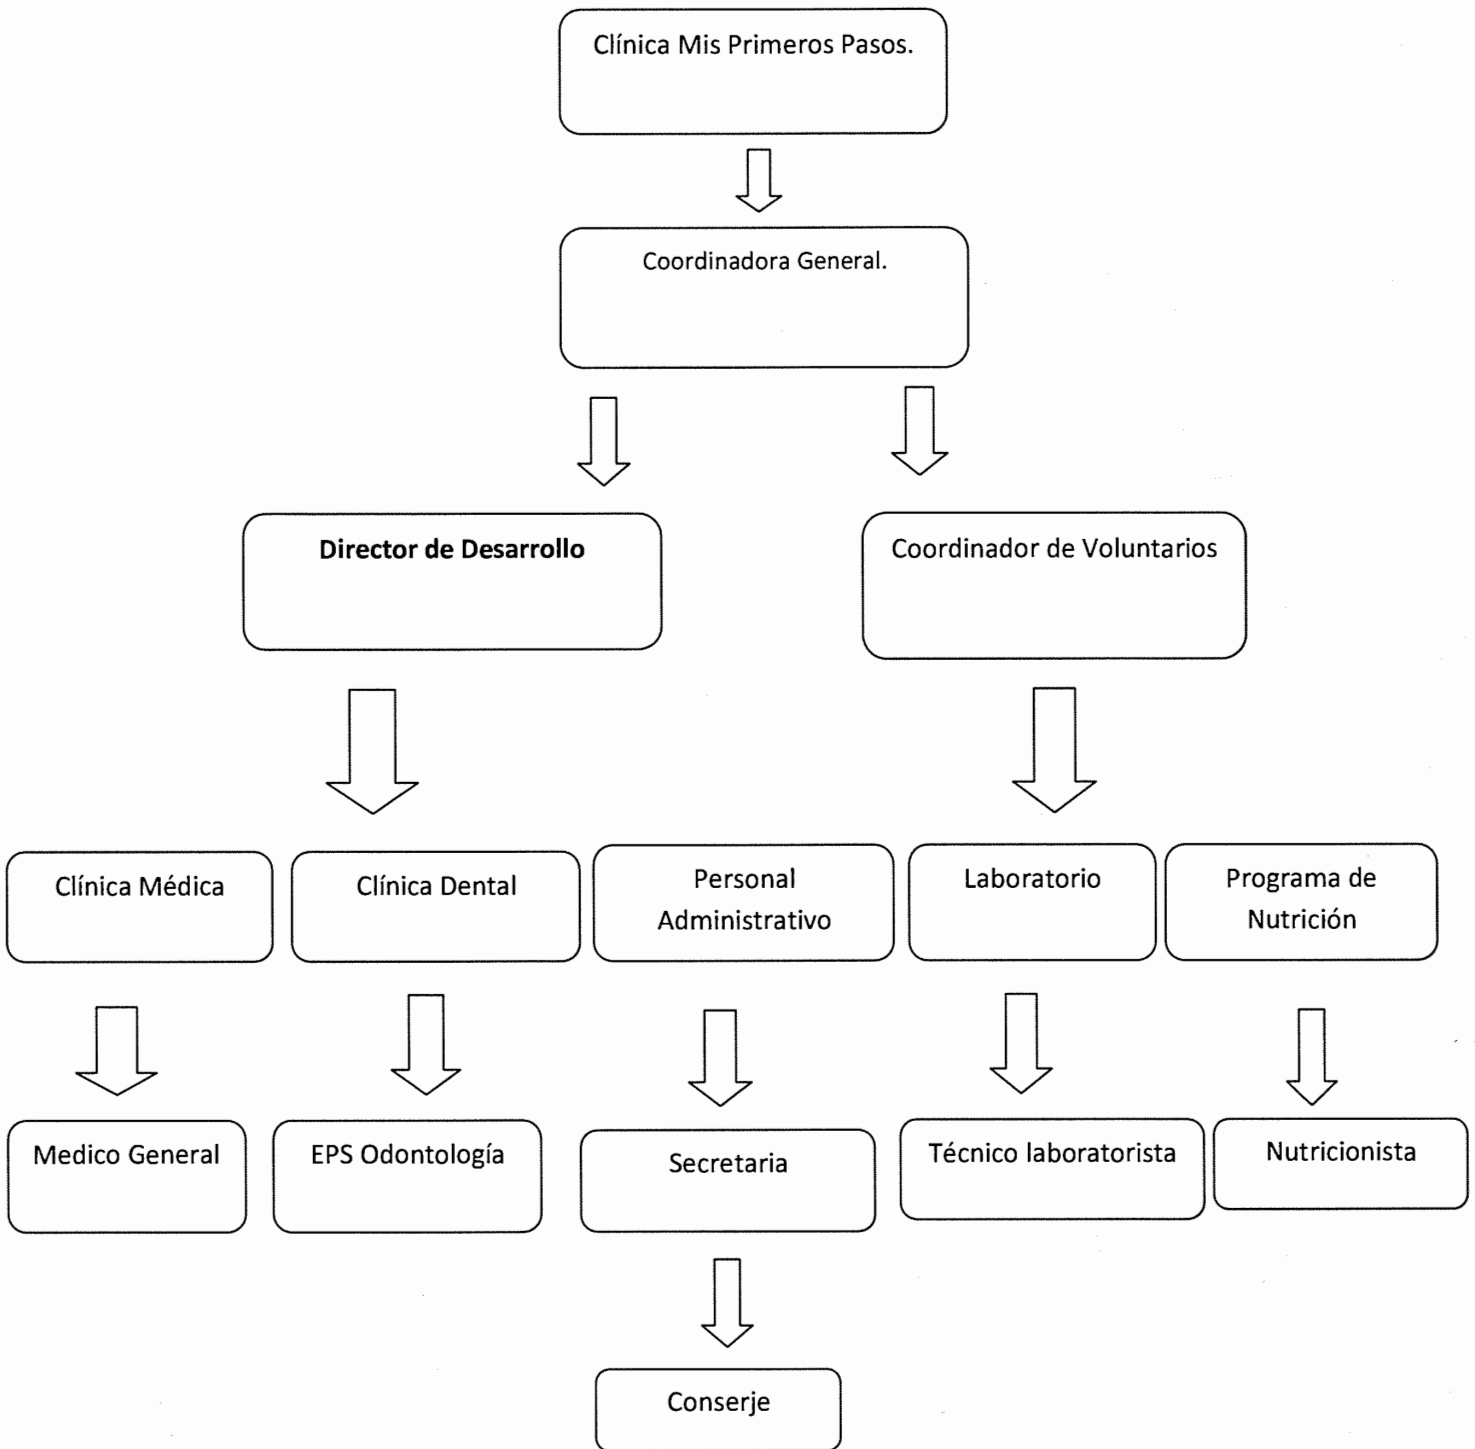 Clínica Mis Primeros Pasos.
Coordinadora General.
Director de Desarrollo
Coordinador de Voluntarios
Clínica Médica
Clínica Dental
Personal
Administrativo
Laboratorio
Programa de
Nutrición
Medico General
EPS Odontología
Secretaria
Técnico laboratorista
Nutricionista
Conserje